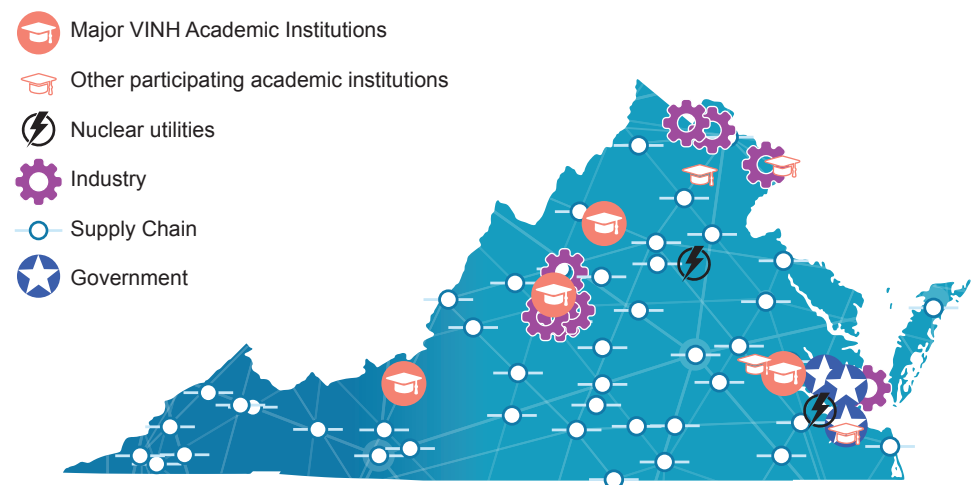 Major VINH Academic Institutions
Other participating academic institutions
Nuclear utilities
Industry
Supply Chain
Government